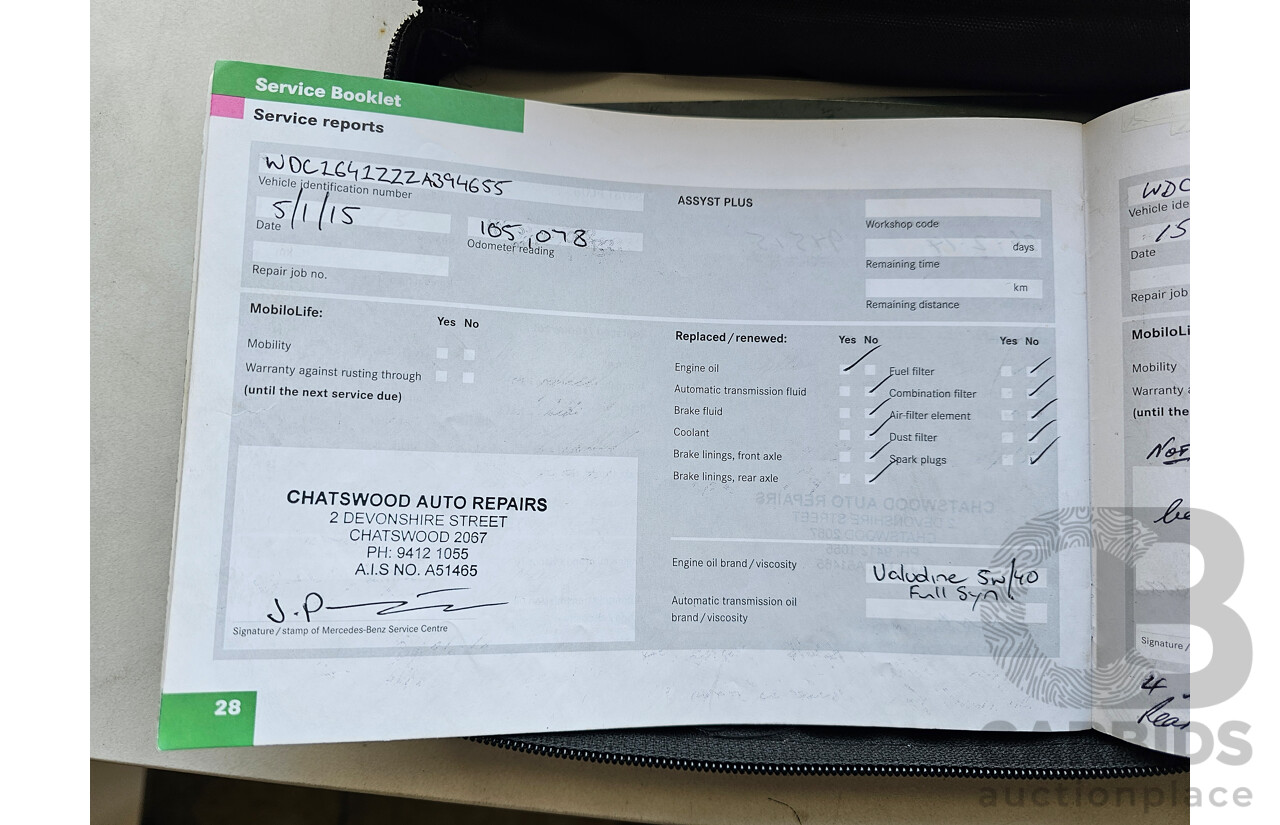 Service Booklet
Service reports
WDC1641222A394655
Vehicle identification number
5/1/15
Date
105,078
Odometer reading
Repair job no.
ASSYST PLUS
Workshop code
days
Remaining time
km
Remaining distance
MobiloLife:
Yes No
Mobility
Warranty against rusting through
(until the next service due)
Replaced/renewed:
Yes No
Yes No
Engine oil
Automatic transmission fluid
Brake fluid
Coolant
Brake linings, front axle
Brake linings, rear axle
Fuel filter
Combination filter
Air-filter element
Dust filter
Spark plugs
CHATSWOOD AUTO REPAIRS
2 DEVONSHIRE STREET
CHATSWOOD 2067
PH: 9412 1055
A.I.S NO. A51465
J.P
Signature/stamp of Mercedes-Benz Service Centre
Engine oil brand/viscosity
Valvoline 5W/40
Full Syn
Automatic transmission oil
brand/viscosity
28
WDC
Vehicle ide
15
Date
Repair job
MobiloLi
Mobility
Warranty a
(until the
Not
Signature/
4
Rear
CARBIDS
auctionplace